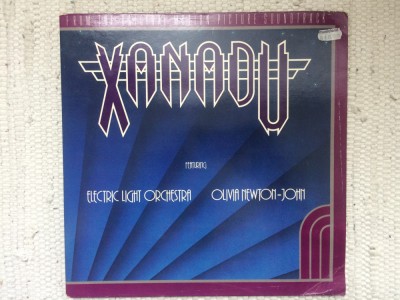 FROM THE ORIGINAL MOTION PICTURE SOUNDTRACK
XANADU
FEATURING
ELECTRIC LIGHT ORCHESTRA OLIVIA NEWTON-JOHN